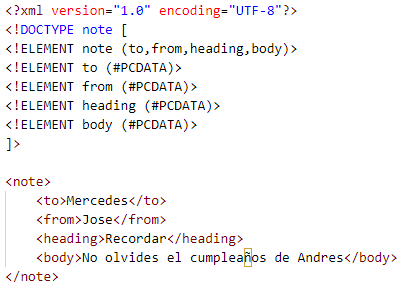 <?xml version="1.0" encoding="UTF-8"?>
<!DOCTYPE note [
<!ELEMENT note (to,from,heading,body)>
<!ELEMENT to (#PCDATA)>
<!ELEMENT from (#PCDATA)>
<!ELEMENT heading (#PCDATA)>
<!ELEMENT body (#PCDATA)>
]>

<note>
    <to>Mercedes</to>
    <from>Jose</from>
    <heading>Recordar</heading>
    <body>No olvides el cumpleaños de Andres</body>
</note>